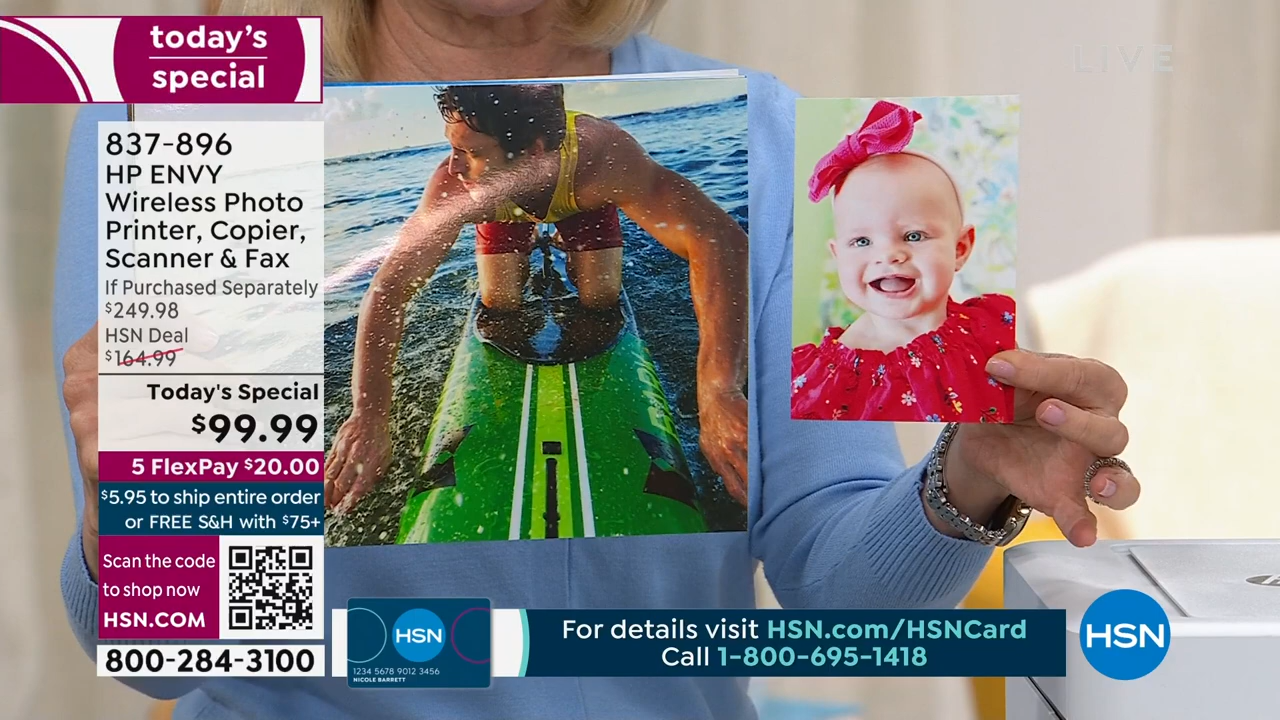 today's
special
837-896
HP ENVY
Wireless Photo
Printer, Copier,
Scanner & Fax
If Purchased Separately
$249.98
HSN Deal
$164.99
Today's Special
$99.99
5 FlexPay $20.00
$5.95 to ship entire order
or FREE S&H with $75+
Scan the code
to shop now
HSN.COM
800-284-3100
LIVE
HSN
1234 5678 9012 3456
NICOLE BARRETT
For details visit HSN.com/HSNCard
Call 1-800-695-1418
HSN